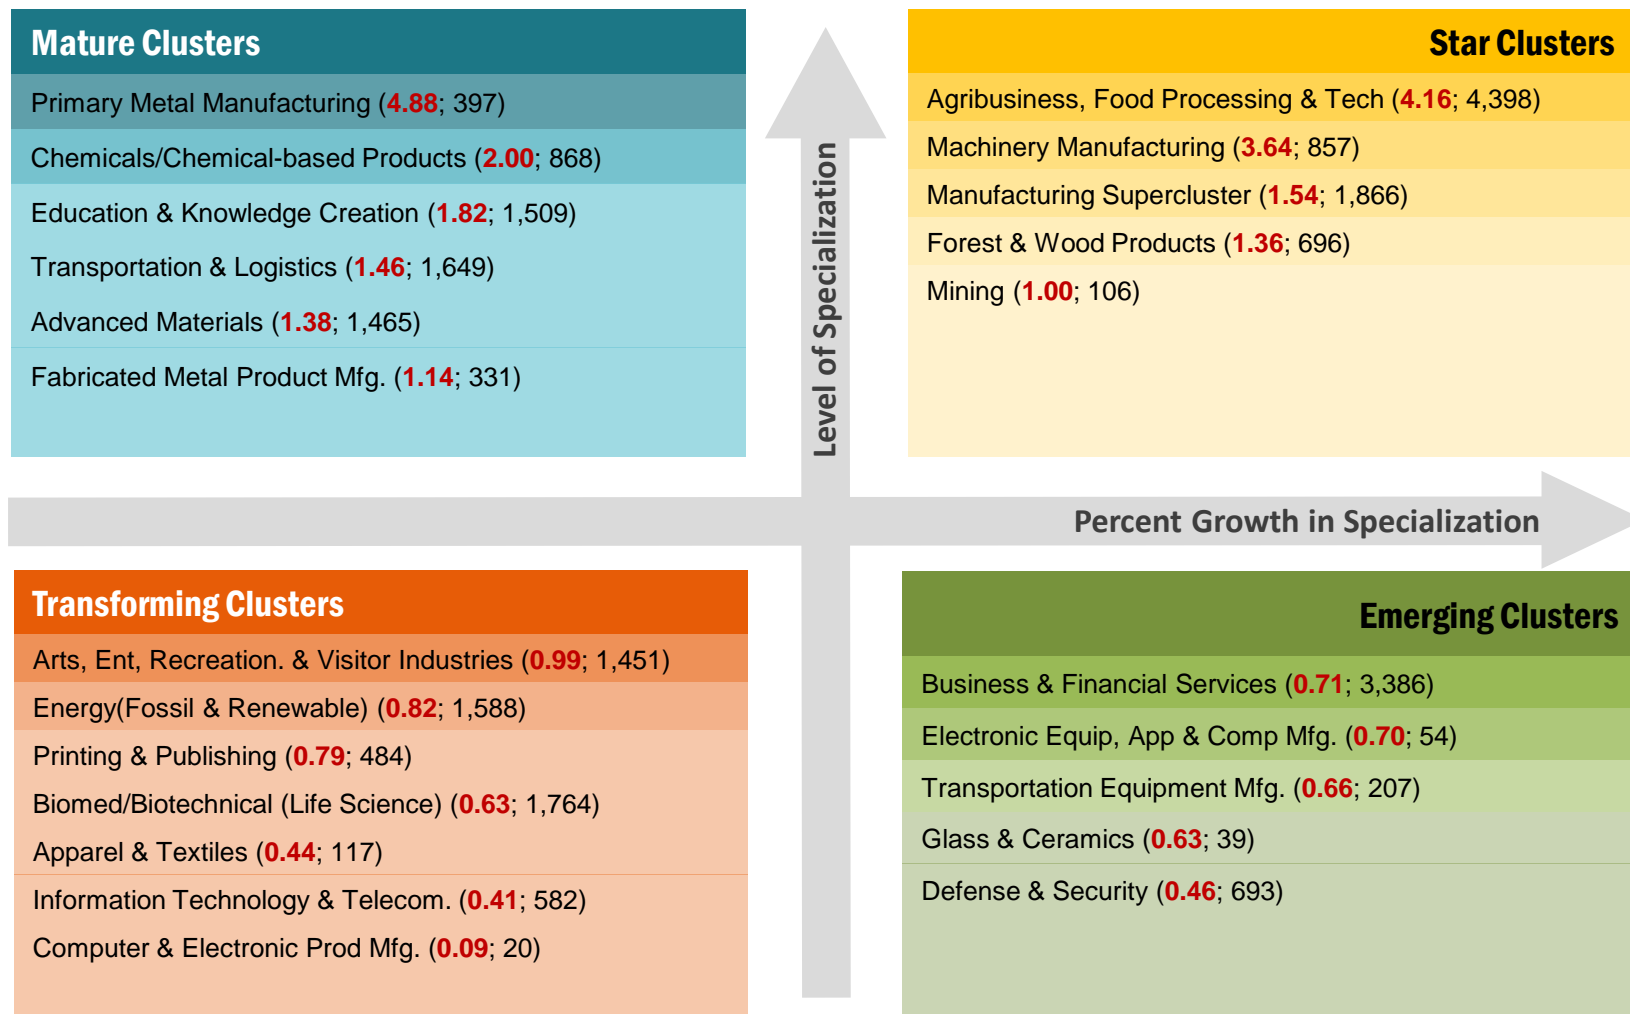 Mature Clusters
Primary Metal Manufacturing (4.88; 397)
Chemicals/Chemical-based Products (2.00; 868)
Education & Knowledge Creation (1.82; 1,509)
Transportation & Logistics (1.46; 1,649)
Advanced Materials (1.38; 1,465)
Fabricated Metal Product Mfg. (1.14; 331)
Level of Specialization
Star Clusters
Agribusiness, Food Processing & Tech (4.16; 4,398)
Machinery Manufacturing (3.64; 857)
Manufacturing Supercluster (1.54; 1,866)
Forest & Wood Products (1.36; 696)
Mining (1.00; 106)
Percent Growth in Specialization
Transforming Clusters
Arts, Ent, Recreation. & Visitor Industries (0.99; 1,451)
Energy(Fossil & Renewable) (0.82; 1,588)
Printing & Publishing (0.79; 484)
Biomed/Biotechnical (Life Science) (0.63; 1,764)
Apparel & Textiles (0.44; 117)
Information Technology & Telecom. (0.41; 582)
Computer & Electronic Prod Mfg. (0.09; 20)
Emerging Clusters
Business & Financial Services (0.71; 3,386)
Electronic Equip, App & Comp Mfg. (0.70; 54)
Transportation Equipment Mfg. (0.66; 207)
Glass & Ceramics (0.63; 39)
Defense & Security (0.46; 693)